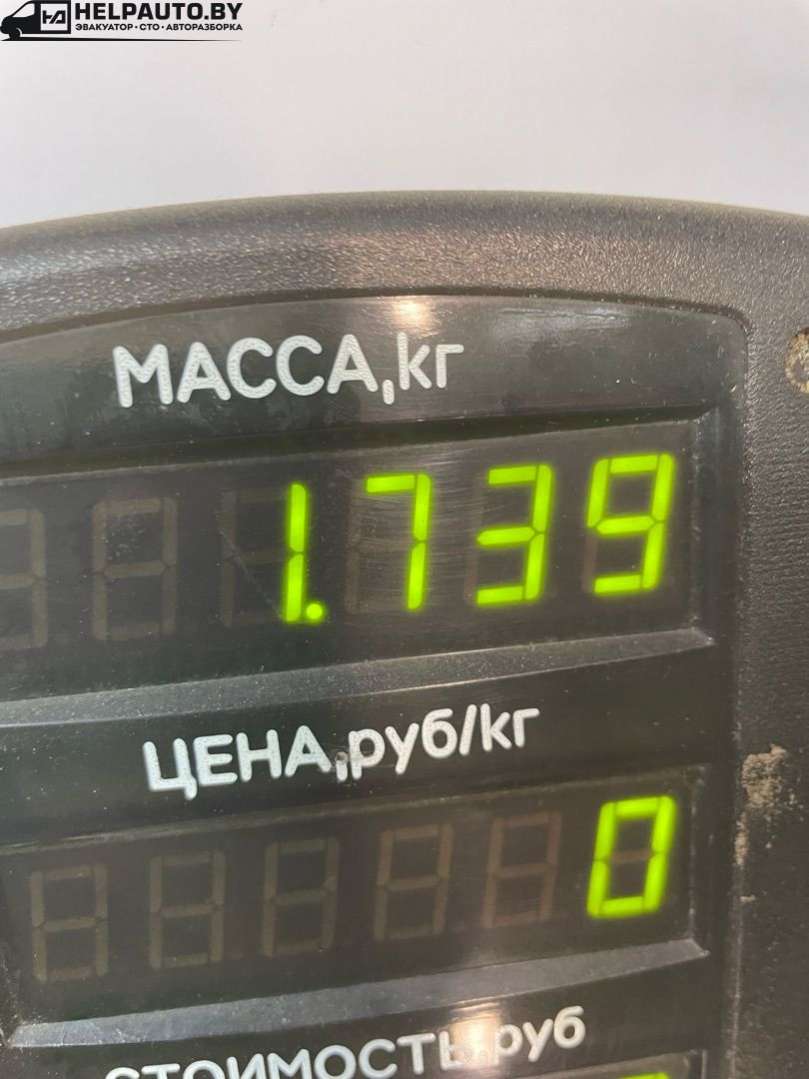 HELPAUTO.BY
ЭВАКУАТОР • СТО • АВТОРАЗБОРКА
МАССА,кг
1.739
ЦЕНА,руб/кг
0
СТОИМОСТЬ,руб